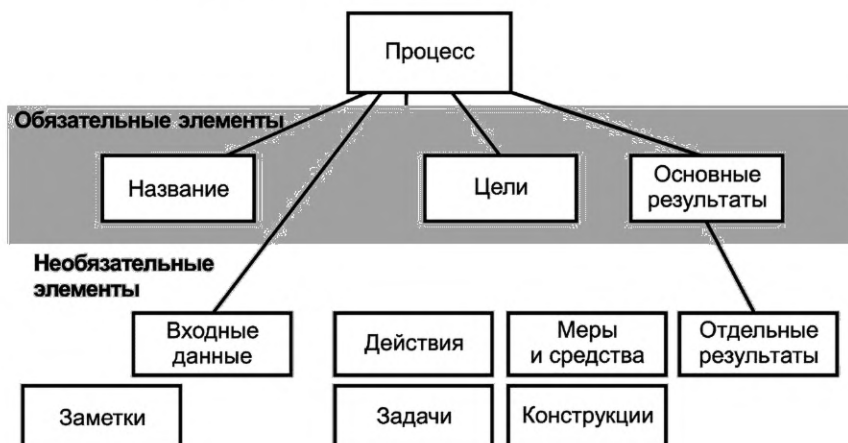 Процесс
Обязательные элементы
Название
Цели
Основные
результаты
Необязательные
элементы
Входные
данные
Действия
Меры
и средства
Отдельные
результаты
Заметки
Задачи
Конструкции